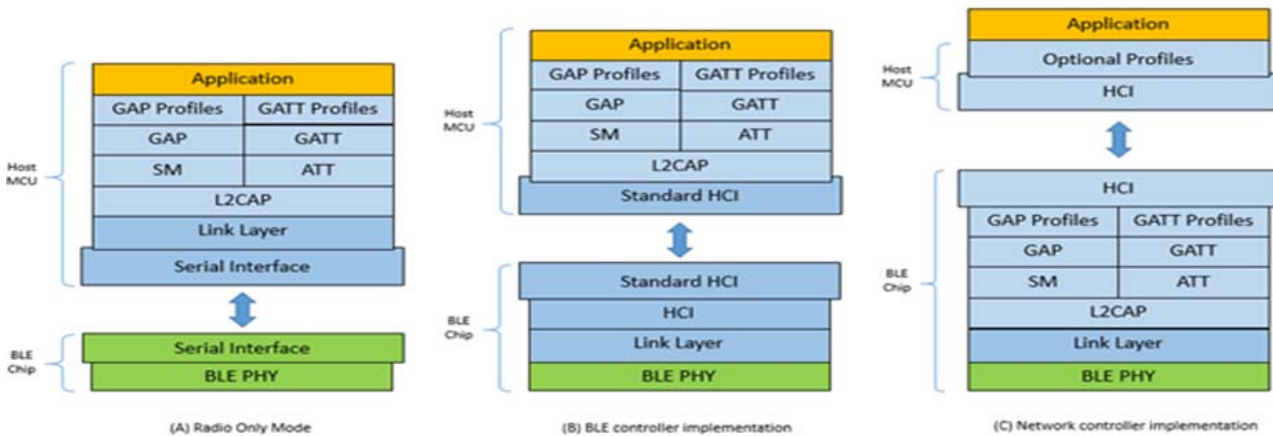 Application
GAP Profiles GATT Profiles
GAP GATT
SM ATT
L2CAP
Link Layer
Serial Interface
Host
MCU
Serial Interface
BLE PHY
BLE
Chip
(A) Radio Only Mode
Application
GAP Profiles GATT Profiles
GAP GATT
SM ATT
L2CAP
Standard HCI
Host
MCU
Standard HCI
HCI
Link Layer
BLE PHY
BLE
Chip
(B) BLE controller implementation
Application
Optional Profiles
HCI
Host
MCU
HCI
GAP Profiles GATT Profiles
GAP GATT
SM ATT
L2CAP
Link Layer
BLE PHY
BLE
Chip
(C) Network controller implementation